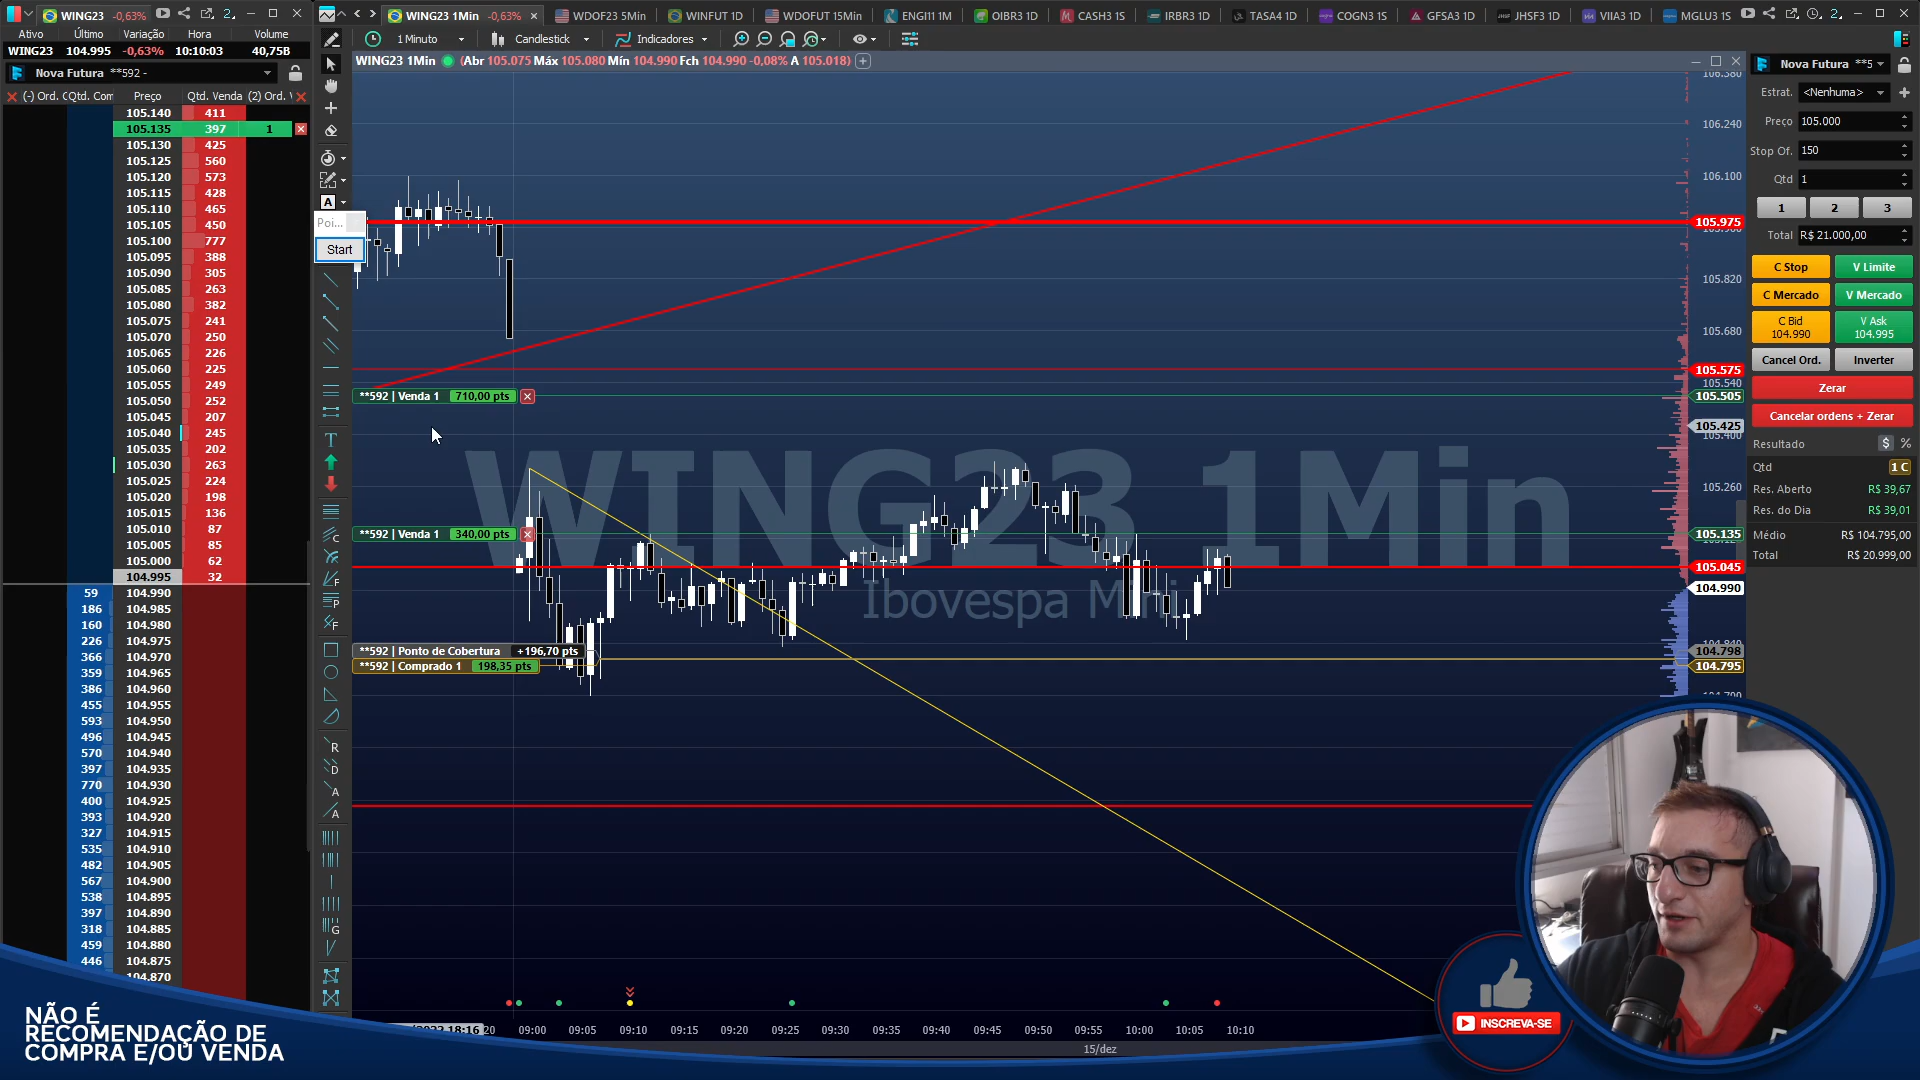 WING23 -0,63% 2
Ativo Último Variação Hora Volume
WING23 104.995 -0,63% 10:10:03 40,75B
Nova Futura **592 -
(-) Ord. C Qtd. Com Preço Qtd. Venda (2) Ord. V
105.140 411
105.135 397 1
105.130 425
105.125 560
105.120 573
105.115 428
105.110 465
105.105 450
105.100 777
105.095 388
105.090 305
105.085 263
105.080 382
105.075 241
105.070 250
105.065 226
105.060 225
105.055 249
105.050 252
105.045 207
105.040 245
105.035 202
105.030 263
105.025 224
105.020 198
105.015 136
105.010 87
105.005 85
105.000 62
104.995 32
59 104.990
186 104.985
160 104.980
226 104.975
366 104.970
359 104.965
386 104.960
455 104.955
593 104.950
496 104.945
570 104.940
397 104.935
770 104.930
400 104.925
393 104.920
327 104.915
535 104.910
482 104.905
567 104.900
538 104.895
397 104.890
318 104.885
459 104.880
446 104.875
104.870
NÃO É
RECOMENDAÇÃO DE
COMPRA E/OU VENDA
WING23 1Min -0,63% WDOF23 5Min WINFUT 1D WDOFUT 15Min ENGI11 1M OIBR3 1D CASH3 1S IRBR3 1D TASA4 1D COGN3 1S GFSA3 1D JHSF3 1D VIIA3 1D MGLU3 1S 2
1 Minuto Candlestick Indicadores
WING23 1Min (Abr 105.075 Máx 105.080 Mín 104.990 Fch 104.990 -0,08% A 105.018)
Poi...
Start
**592 | Venda 1 710,00 pts
**592 | Venda 1 340,00 pts
**592 | Ponto de Cobertura +196,70 pts
**592 | Comprado 1 198,35 pts
WING23 1Min
Ibovespa Mini
106.380
106.240
106.100
105.975
105.820
105.680
105.575
105.540
105.505
105.425
105.400
105.260
105.135
105.045
104.990
104.840
104.798
104.795
18:16 20 09:00 09:05 09:10 09:15 09:20 09:25 09:30 09:35 09:40 09:45 09:50 09:55 10:00 10:05 10:10
15/dez
Nova Futura **5
Estrat. <Nenhuma>
Preço 105.000
Stop Of. 150
Qtd 1
1 2 3
Total R$ 21.000,00
C Stop V Limite
C Mercado V Mercado
C Bid V Ask
104.990 104.995
Cancel Ord. Inverter
Zerar
Cancelar ordens + Zerar
Resultado $ %
Qtd 1 C
Res. Aberto R$ 39,67
Res. do Dia R$ 39,01
Médio R$ 104.795,00
Total R$ 20.999,00
INSCREVA-SE